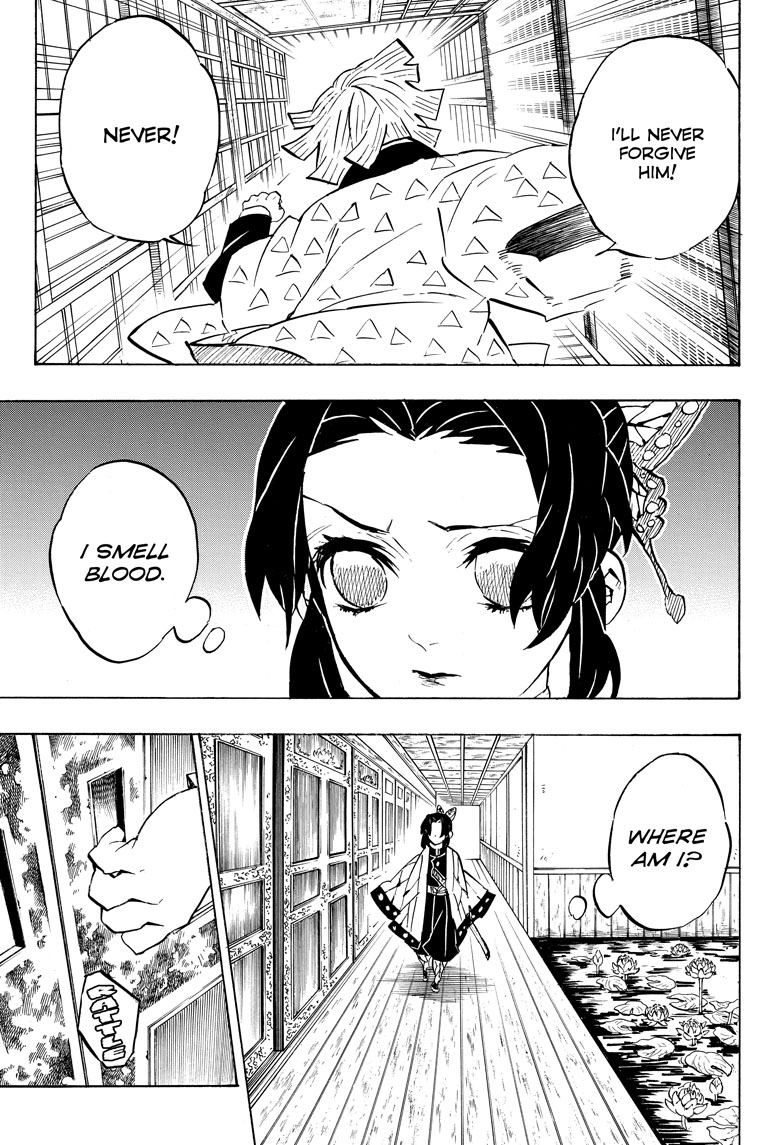 I'LL NEVER
FORGIVE
HIM!
NEVER!
I SMELL
BLOOD.
WHERE
AM I?
RATTLE